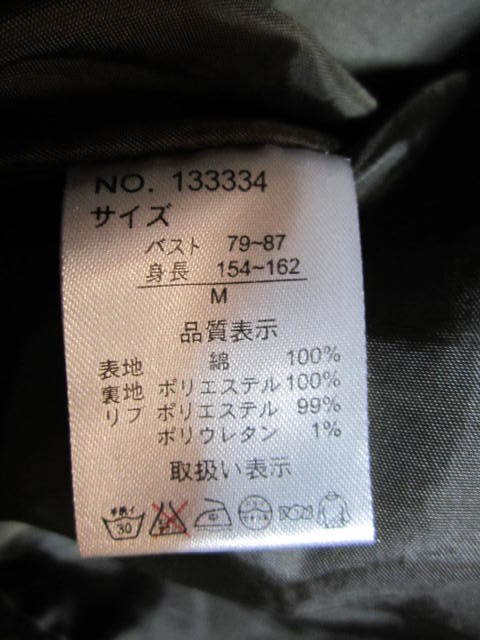 NO. 133334
サイズ
バスト 79~87
身長 154~162
M
品質表示
表地 綿 100%
裏地 ポリエステル 100%
リブ ポリエステル 99%
ポリウレタン 1%
取扱い表示
30 中